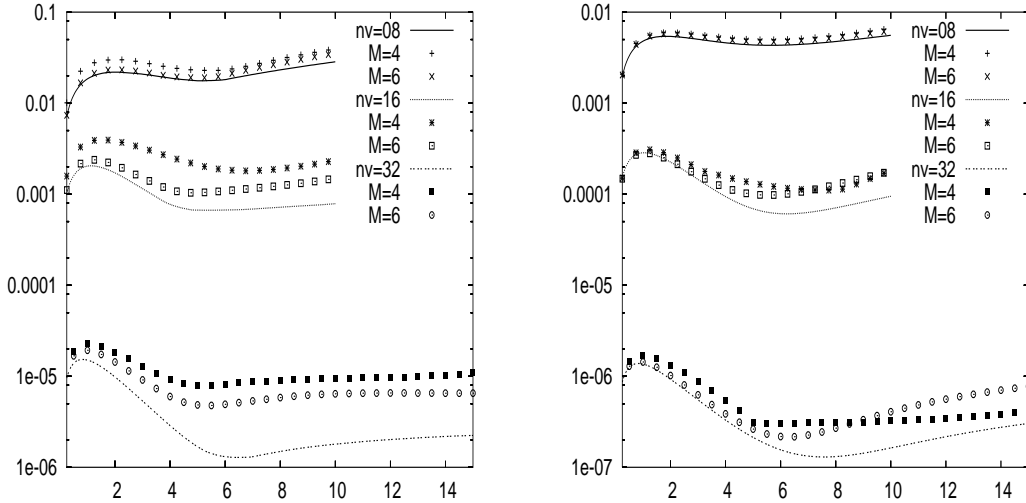 0.1
0.01
0.001
0.0001
1e-05
1e-06
2 4 6 8 10 12 14
nv=08
M=4
M=6
nv=16
M=4
M=6
nv=32
M=4
M=6
0.01
0.001
0.0001
1e-05
1e-06
1e-07
2 4 6 8 10 12 14
nv=08
M=4
M=6
nv=16
M=4
M=6
nv=32
M=4
M=6